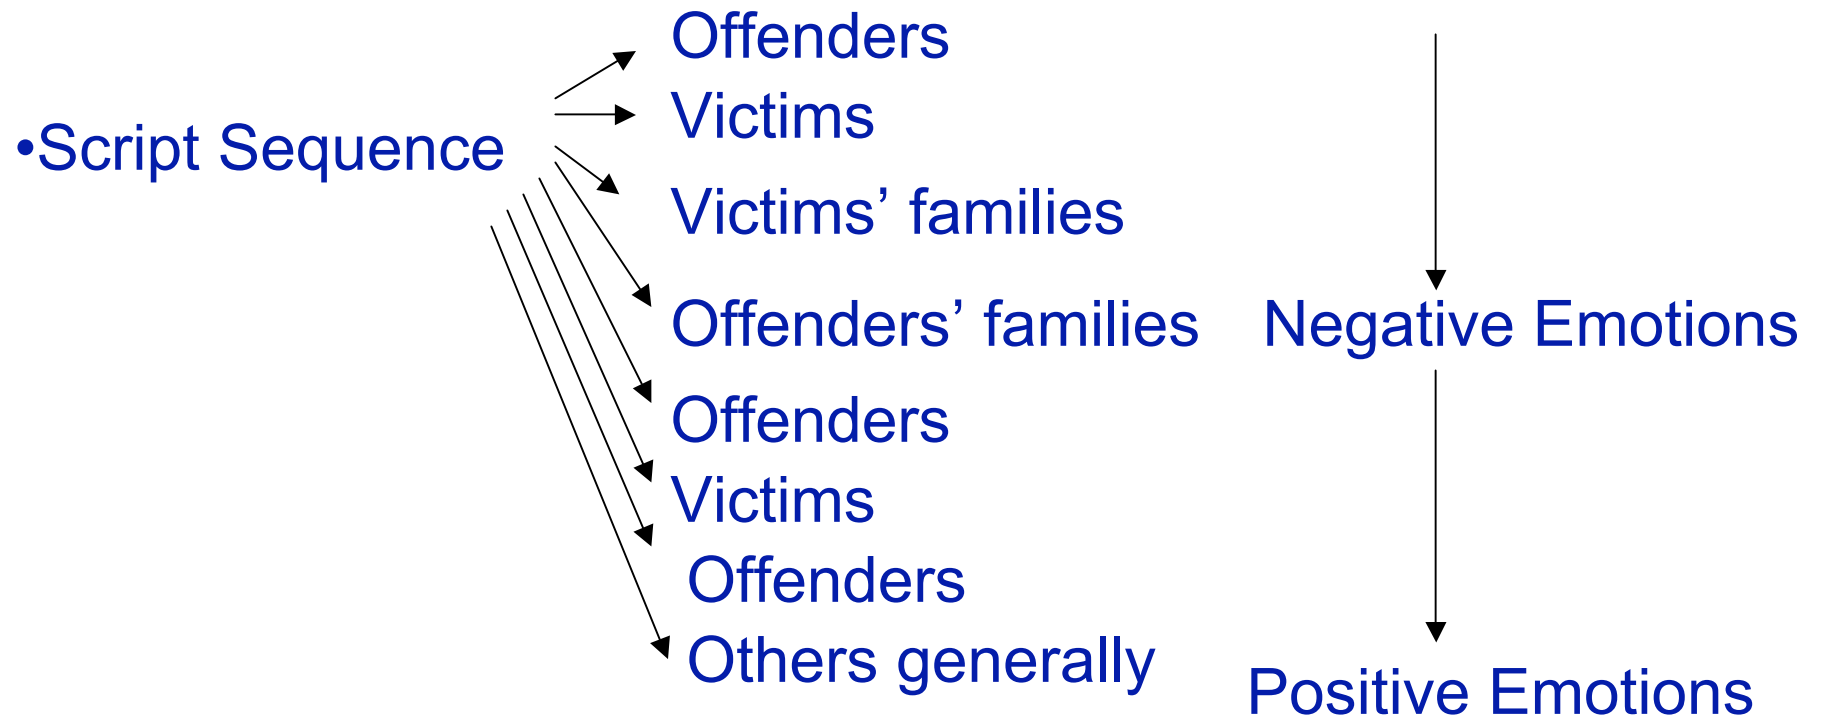 •Script Sequence
Offenders
Victims
Victims’ families
Offenders’ families
Offenders
Victims
Offenders
Others generally
Negative Emotions
Positive Emotions